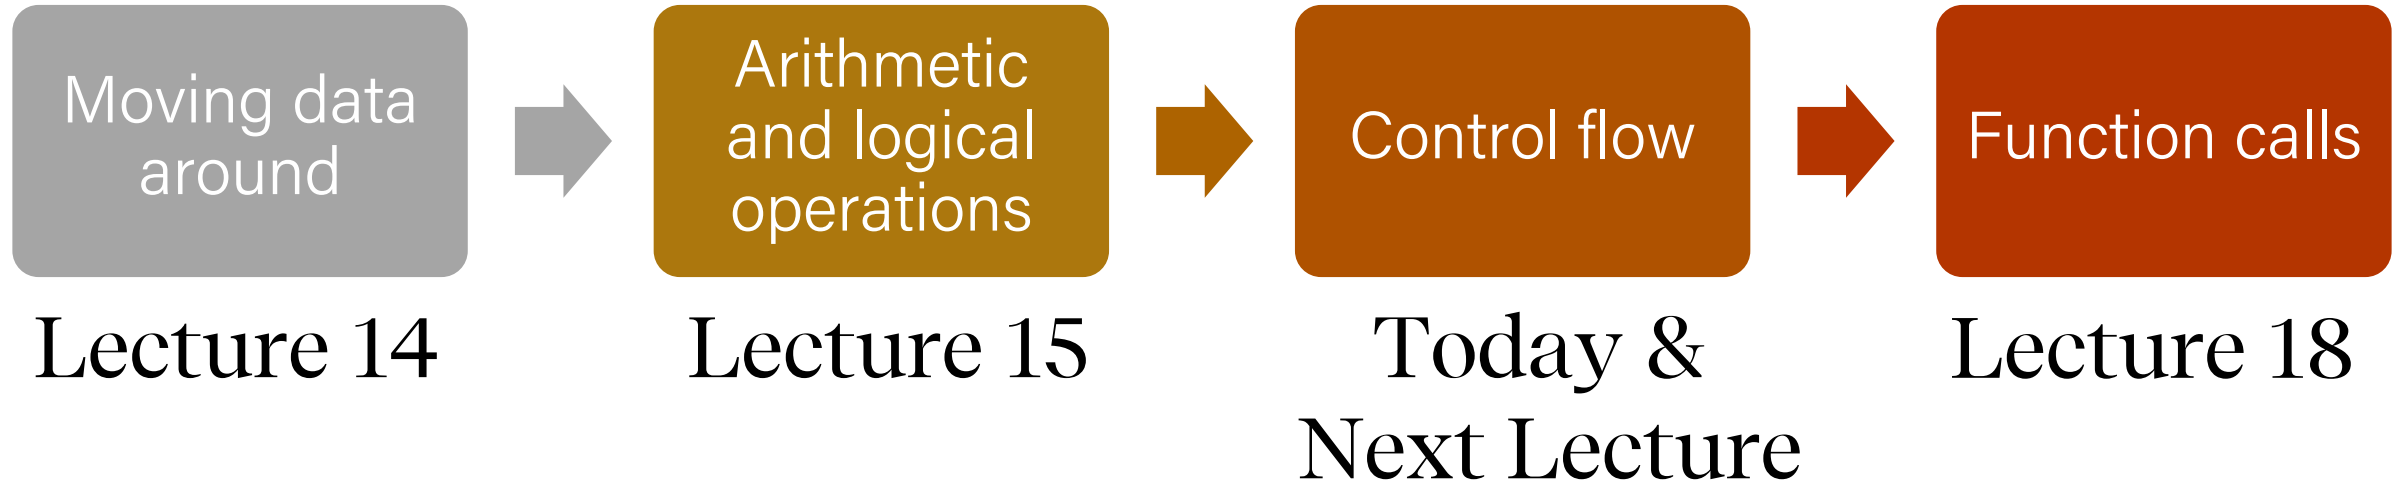 Moving data
around
Arithmetic
and logical
operations
Control flow
Function calls
Lecture 14
Lecture 15
Today &
Next Lecture
Lecture 18